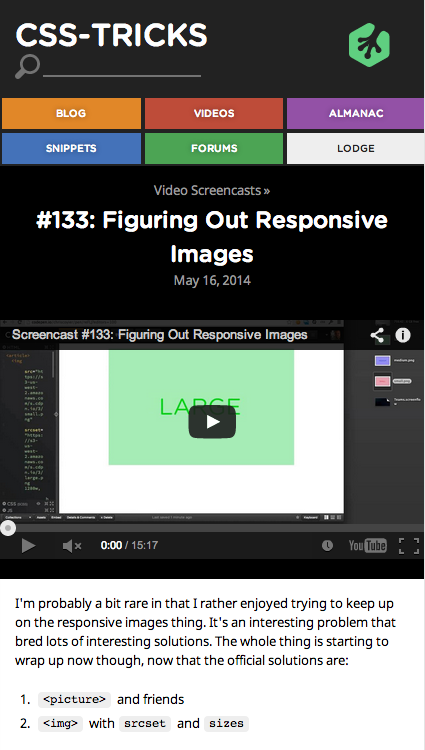 CSS-TRICKS
BLOG
VIDEOS
ALMANAC
SNIPPETS
FORUMS
LODGE
Video Screencasts »
#133: Figuring Out Responsive
Images
May 16, 2014
Screencast #133: Figuring Out Responsive Images
LARGE
0:00 / 15:17
YouTube
I'm probably a bit rare in that I rather enjoyed trying to keep up
on the responsive images thing. It's an interesting problem that
bred lots of interesting solutions. The whole thing is starting to
wrap up now though, now that the official solutions are:
1. <picture> and friends
2. <img> with srcset and sizes